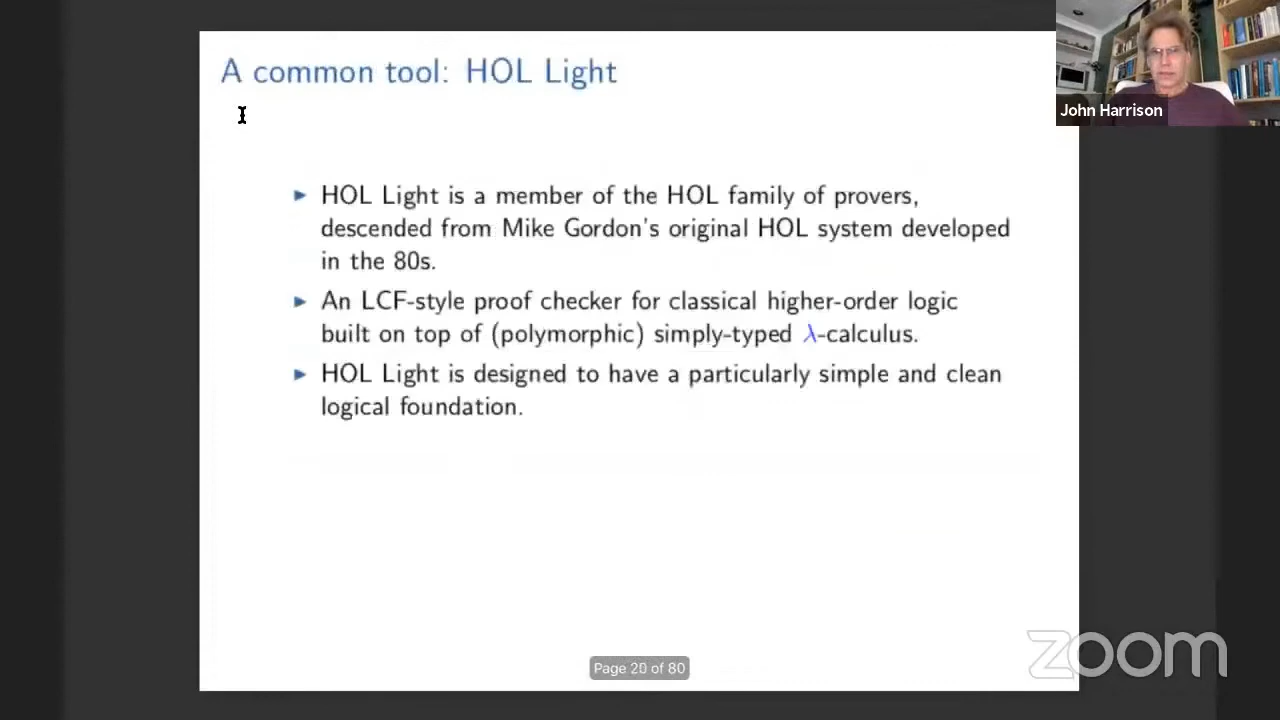 A common tool: HOL Light
John Harrison
HOL Light is a member of the HOL family of provers,
descended from Mike Gordon's original HOL system developed
in the 80s.
An LCF-style proof checker for classical higher-order logic
built on top of (polymorphic) simply-typed λ-calculus.
HOL Light is designed to have a particularly simple and clean
logical foundation.
Page 20 of 80
zoom